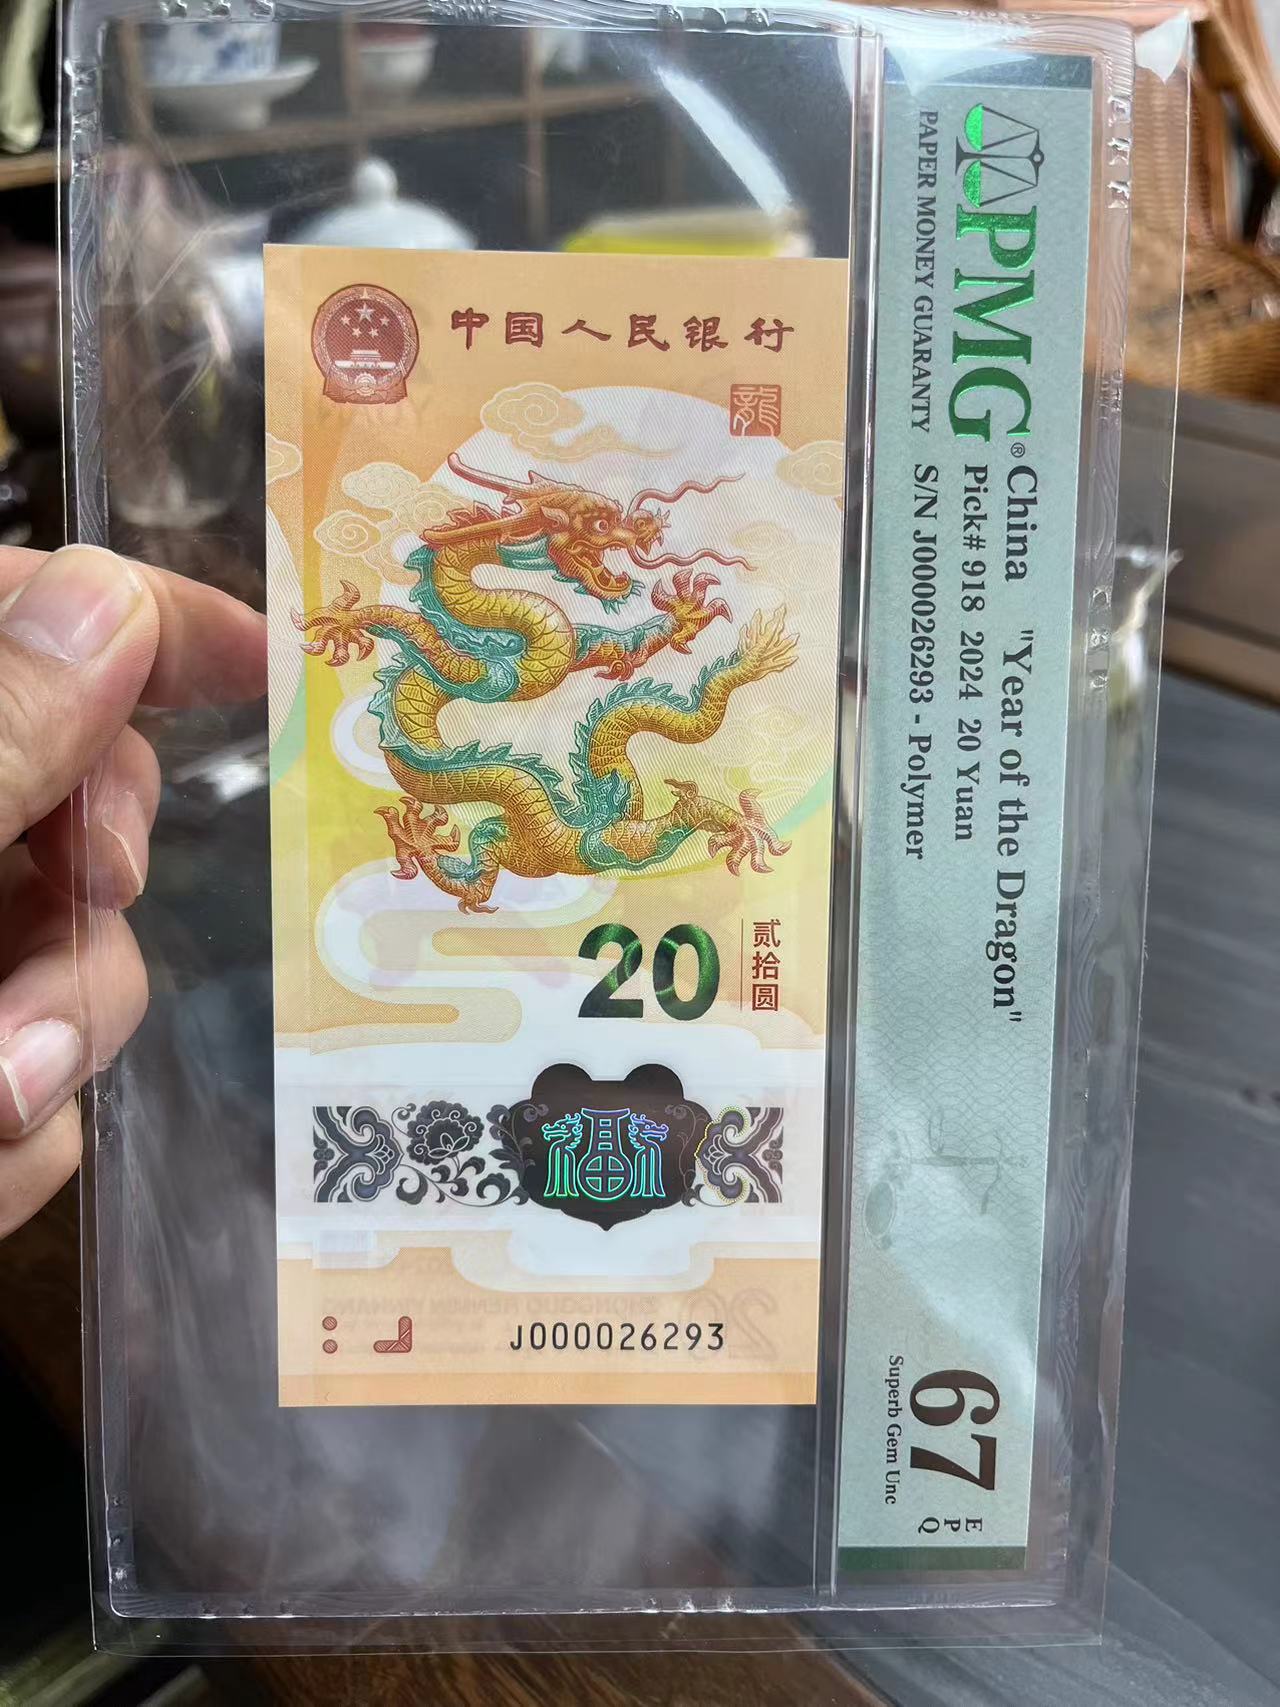 中国人民银行
龍
20
贰拾圆
J000026293
PMG®
PAPER MONEY GUARANTY
China "Year of the Dragon"
Pick# 918 2024 20 Yuan
S/N J000026293 - Polymer
67
EPQ
Superb Gem Unc